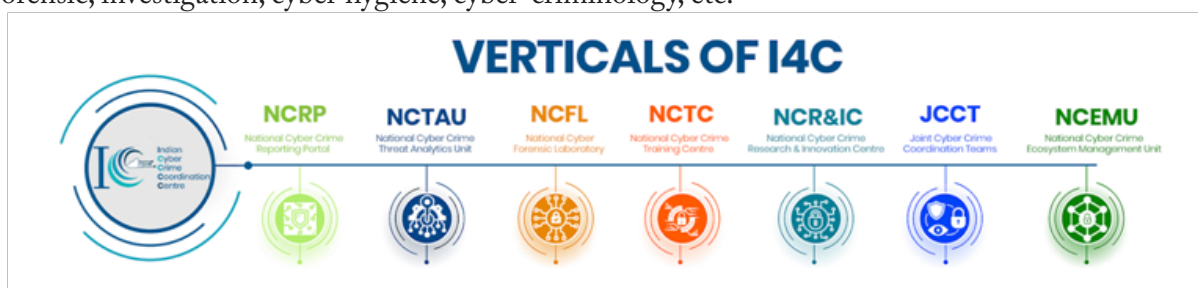 orensic, investigation, cyber hygiene, cyber-criminology, etc.
VERTICALS OF I4C
Indian
Cyber
Crime
Coordination
Centre
NCRP
National Cyber Crime
Reporting Portal
NCTAU
National Cyber Crime
Threat Analytics Unit
NCFL
National Cyber
Forensic Laboratory
NCTC
National Cyber Crime
Training Centre
NCR&IC
National Cyber Crime
Research & Innovation Centre
JCCT
Joint Cyber Crime
Coordination Teams
NCEMU
National Cyber Crime
Ecosystem Management Unit